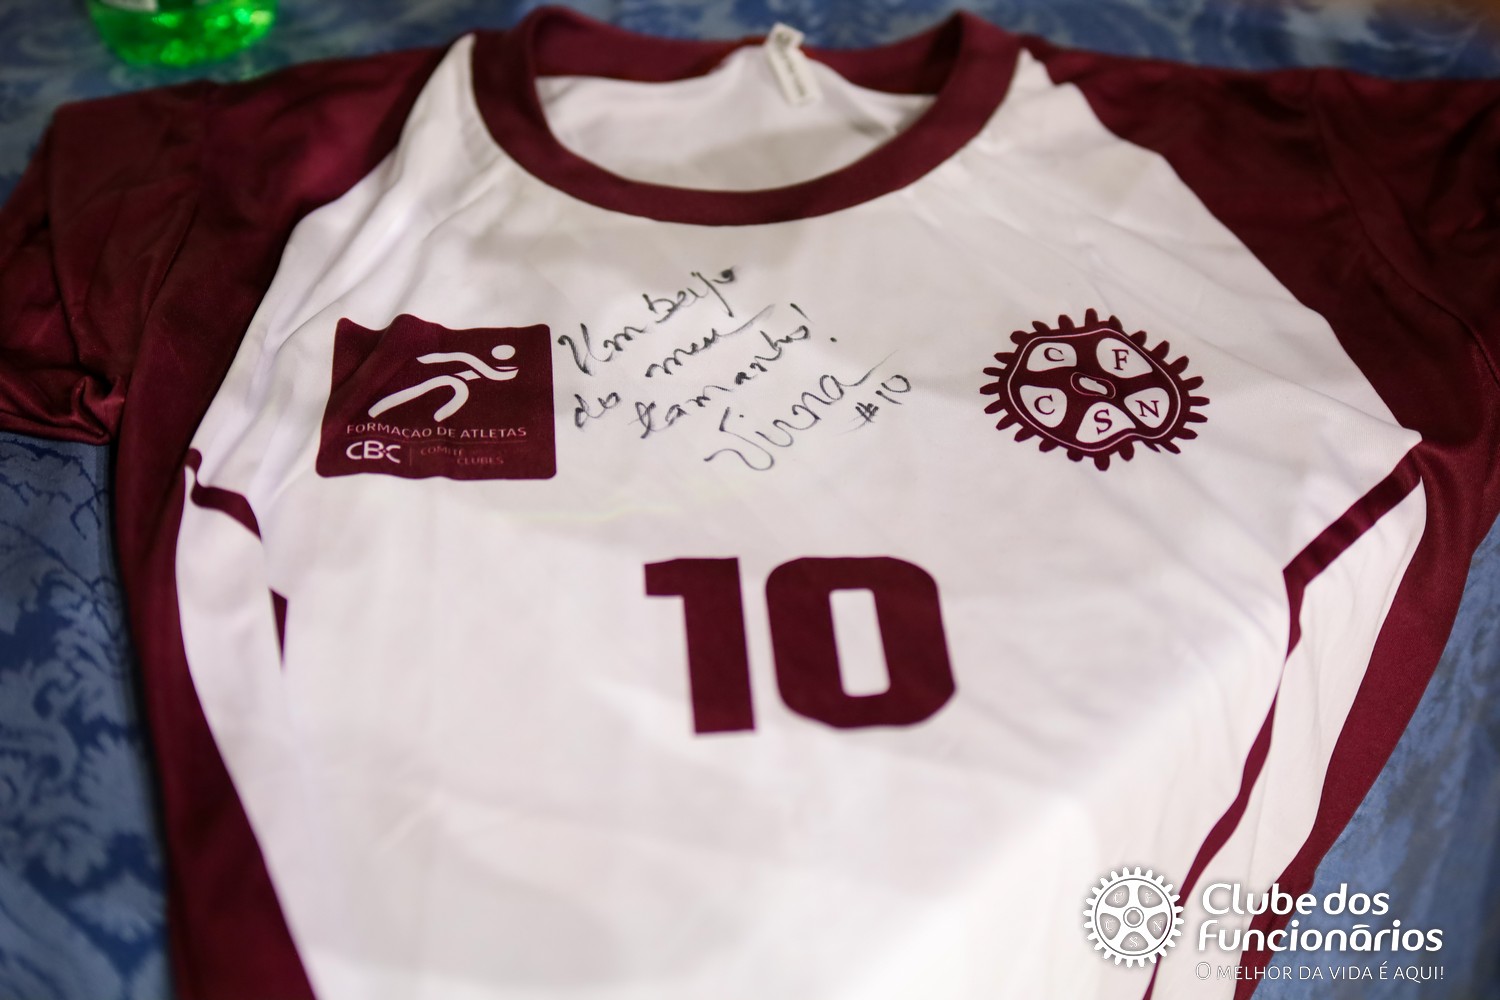 Um beijo
do meu
tamanho!
Virna
#10
FORMAÇÃO DE ATLETAS
CBC COMITÊ
CLUBES
C F
C N
S
10
Clube dos
Funcionários
O MELHOR DA VIDA É AQUI!